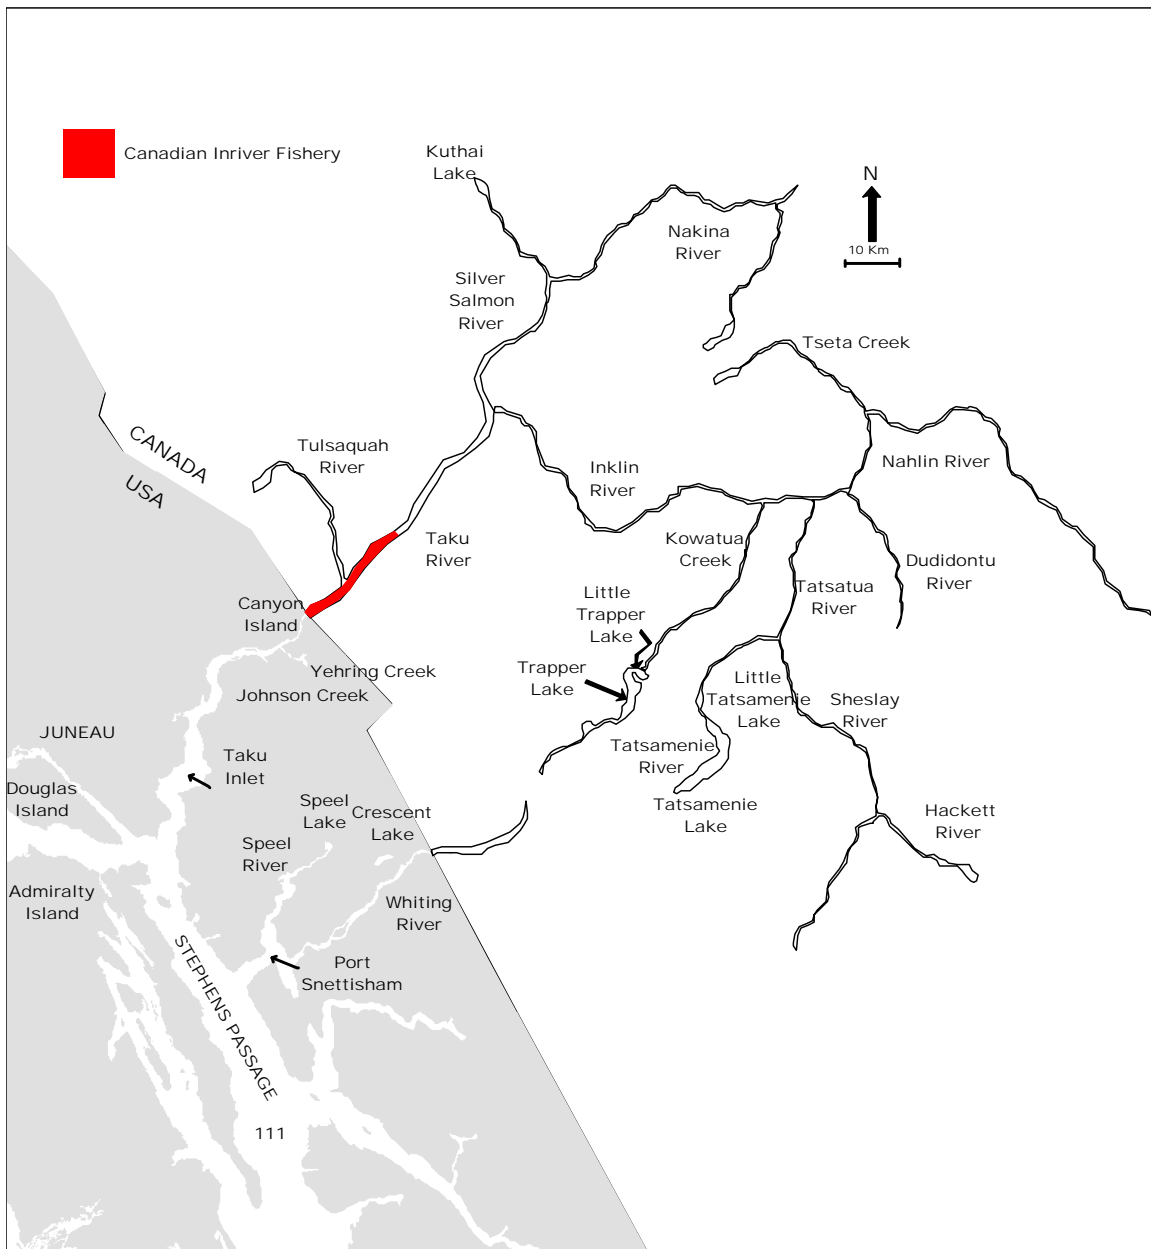 Canadian Inriver Fishery
Kuthai
Lake
N
10 Km
Nakina
River
Silver
Salmon
River
Tseta Creek
CANADA
USA
Tulsaquah
River
Inklin
River
Nahlin River
Taku
River
Kowatua
Creek
Dudidontu
River
Tatsatua
River
Little
Trapper
Lake
Canyon
Island
Yehring Creek
Johnson Creek
Trapper
Lake
Little
Tatsamenie
Lake
Sheslay
River
JUNEAU
Taku
Inlet
Tatsamenie
River
Douglas
Island
Speel
Lake
Crescent
Lake
Tatsamenie
Lake
Hackett
River
Speel
River
Admiralty
Island
Whiting
River
Port
Snettisham
STEPHENS PASSAGE
111